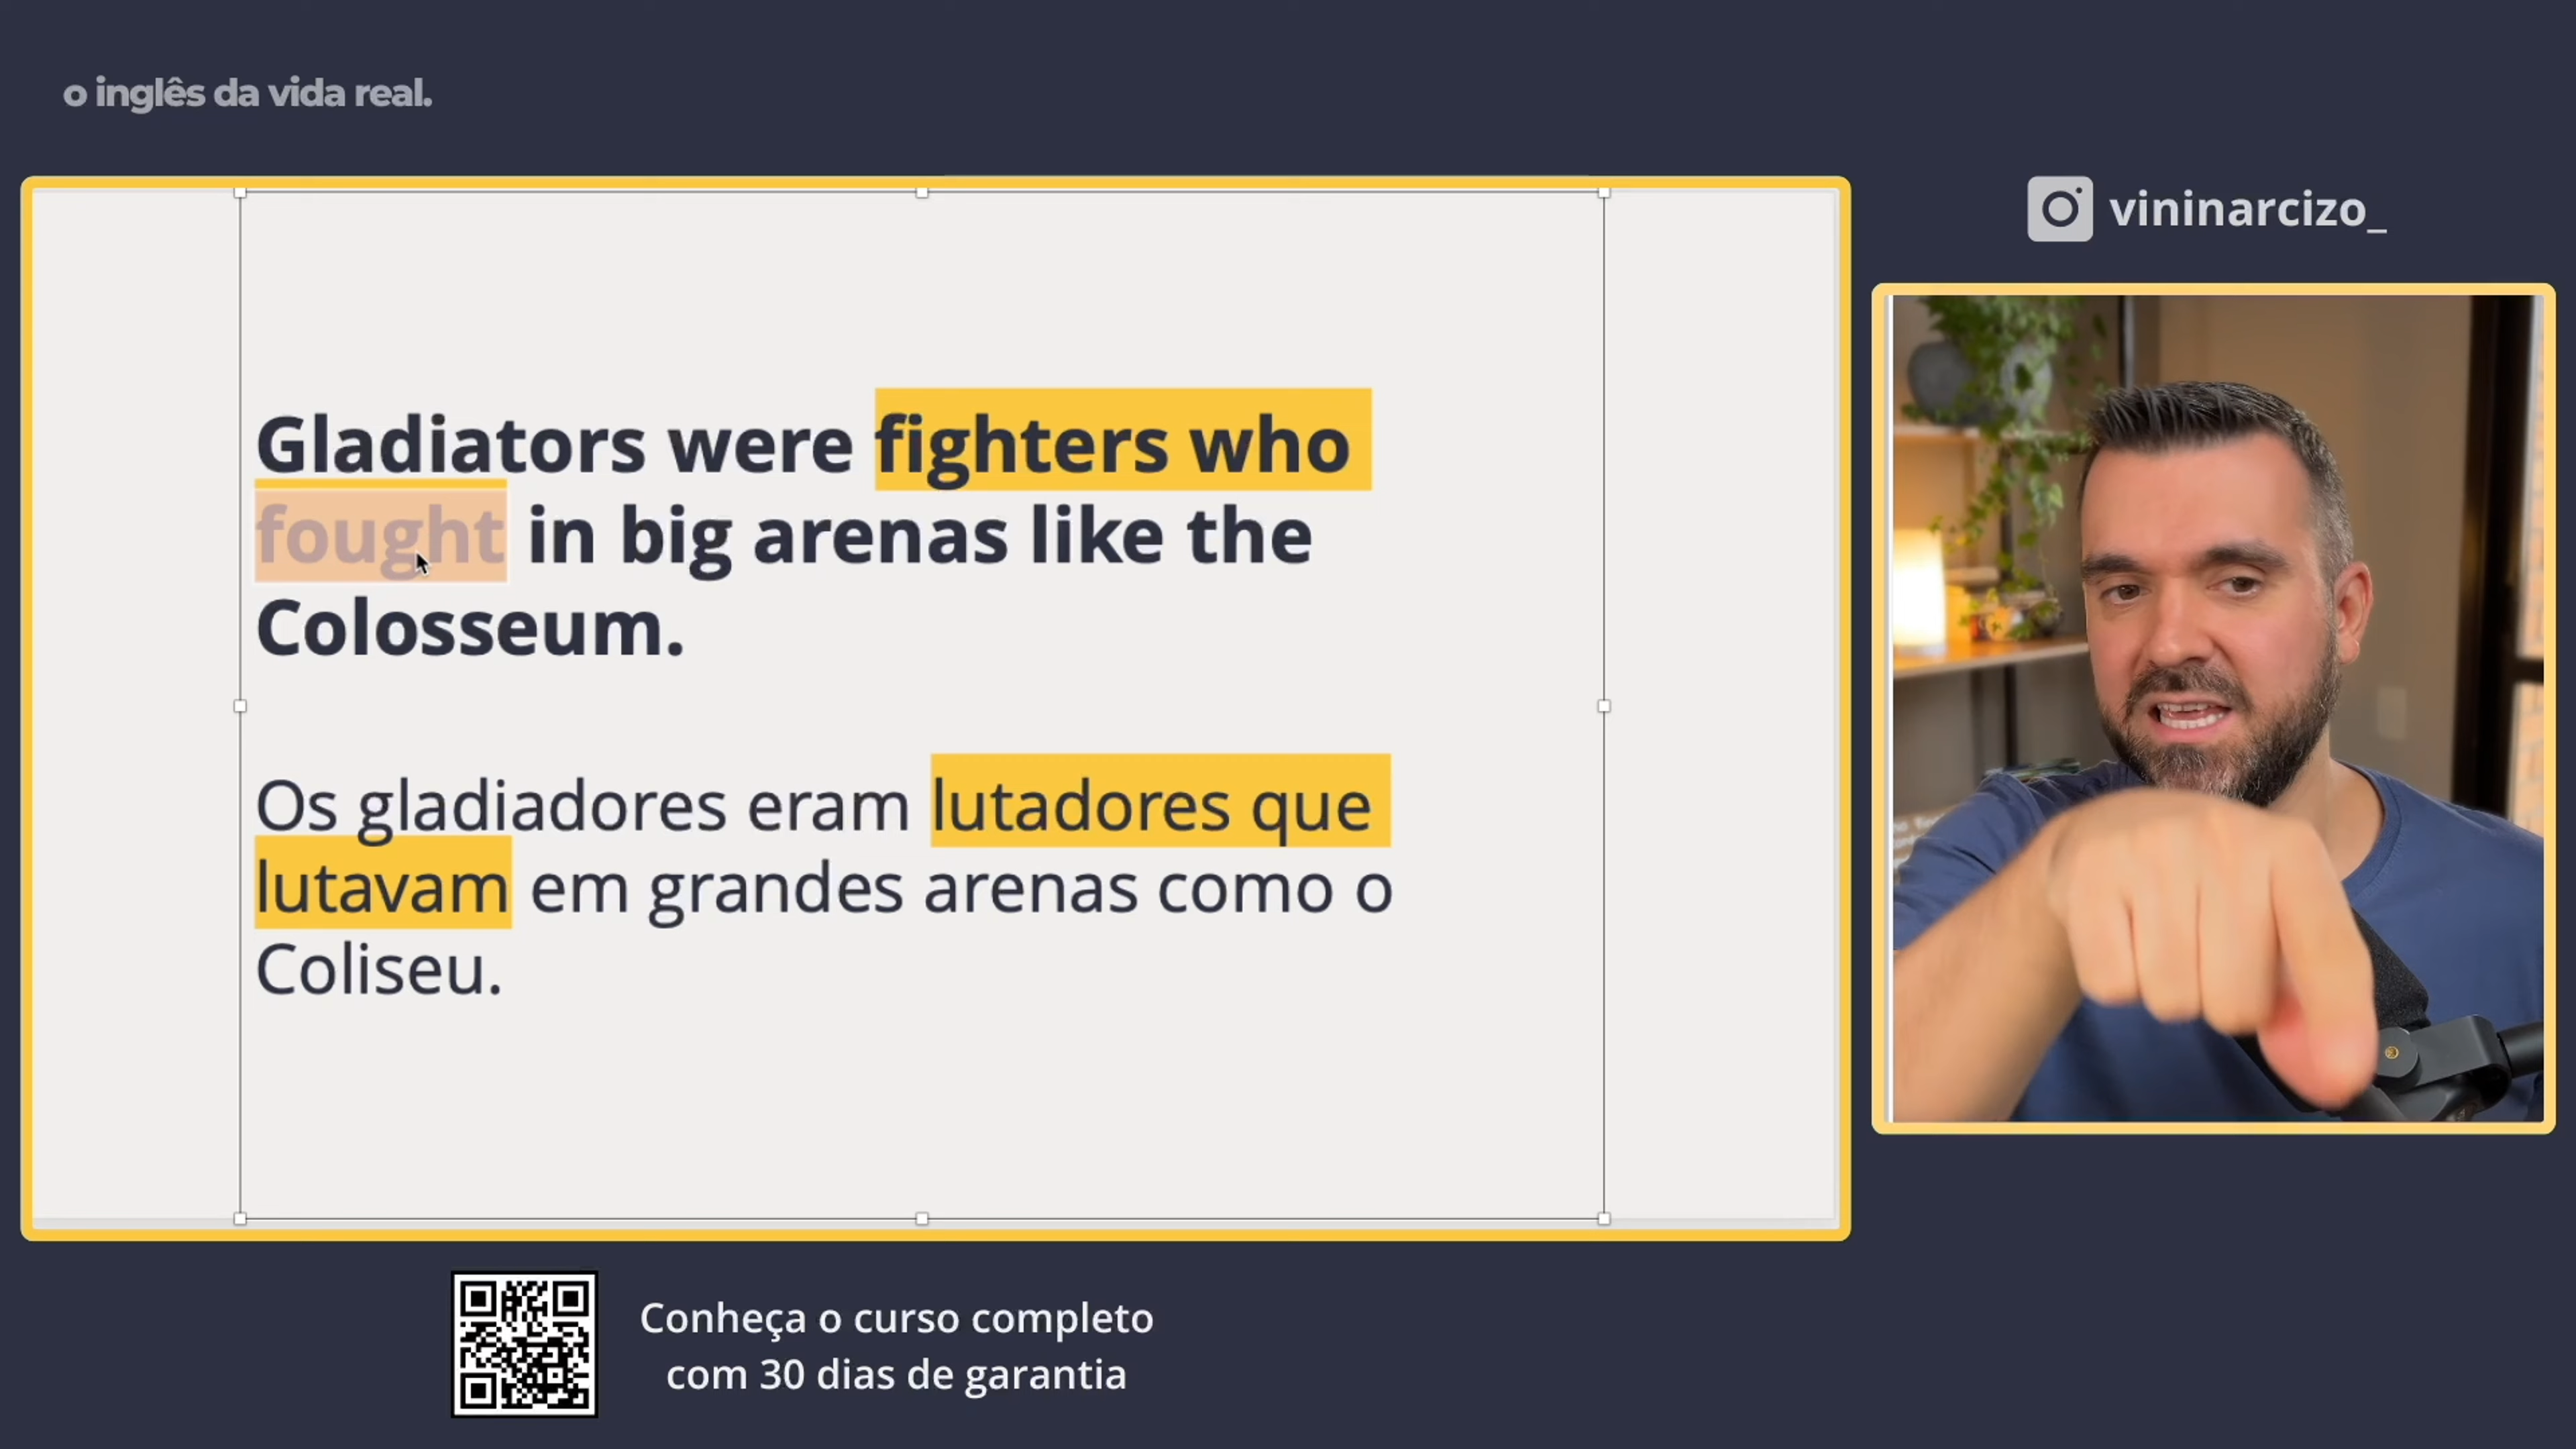 o inglês da vida real.
vininarcizo_
Gladiators were fighters who
fought in big arenas like the
Colosseum.
Os gladiadores eram lutadores que
lutavam em grandes arenas como o
Coliseu.
Conheça o curso completo
com 30 dias de garantia